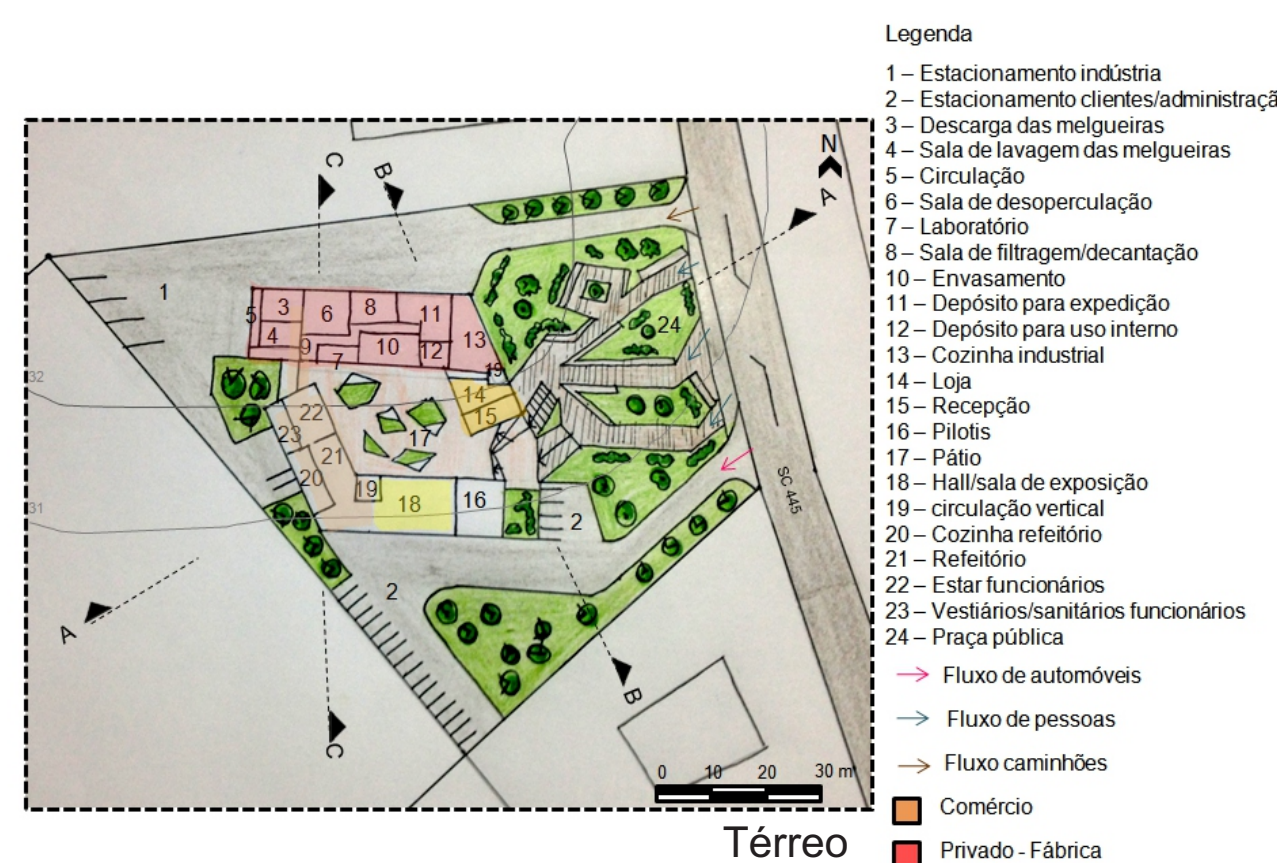 Legenda
1 – Estacionamento indústria
2 – Estacionamento clientes/administraçã
3 – Descarga das melgueiras
4 – Sala de lavagem das melgueiras
5 – Circulação
6 – Sala de desoperculação
7 – Laboratório
8 – Sala de filtragem/decantação
10 – Envasamento
11 – Depósito para expedição
12 – Depósito para uso interno
13 – Cozinha industrial
14 – Loja
15 – Recepção
16 – Pilotis
17 – Pátio
18 – Hall/sala de exposição
19 – circulação vertical
20 – Cozinha refeitório
21 – Refeitório
22 – Estar funcionários
23 – Vestiários/sanitários funcionários
24 – Praça pública
Fluxo de automóveis
Fluxo de pessoas
Fluxo caminhões
Comércio
Privado - Fábrica
C
B
N
A
1
5
3
6
8
11
4
9
7
10
12
13
24
32
19
14
15
22
17
23
21
20
19
18
16
2
31
SC 445
2
A
B
C
0 10 20 30 m
Térreo